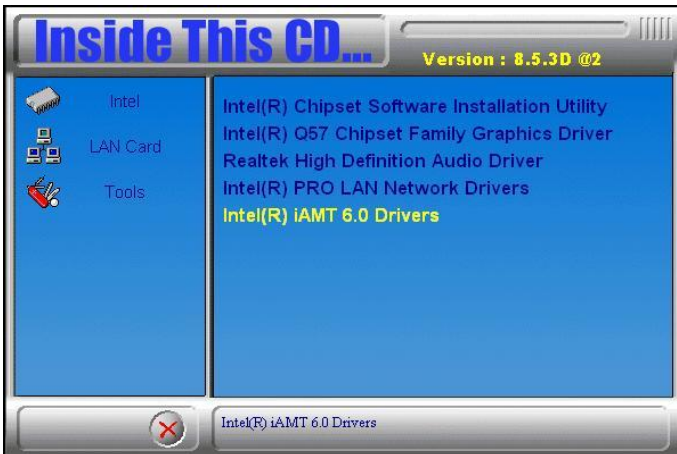 Inside This CD...
Version : 8.5.3D @2
Intel
LAN Card
Tools
Intel(R) Chipset Software Installation Utility
Intel(R) Q57 Chipset Family Graphics Driver
Realtek High Definition Audio Driver
Intel(R) PRO LAN Network Drivers
Intel(R) iAMT 6.0 Drivers
Intel(R) iAMT 6.0 Drivers